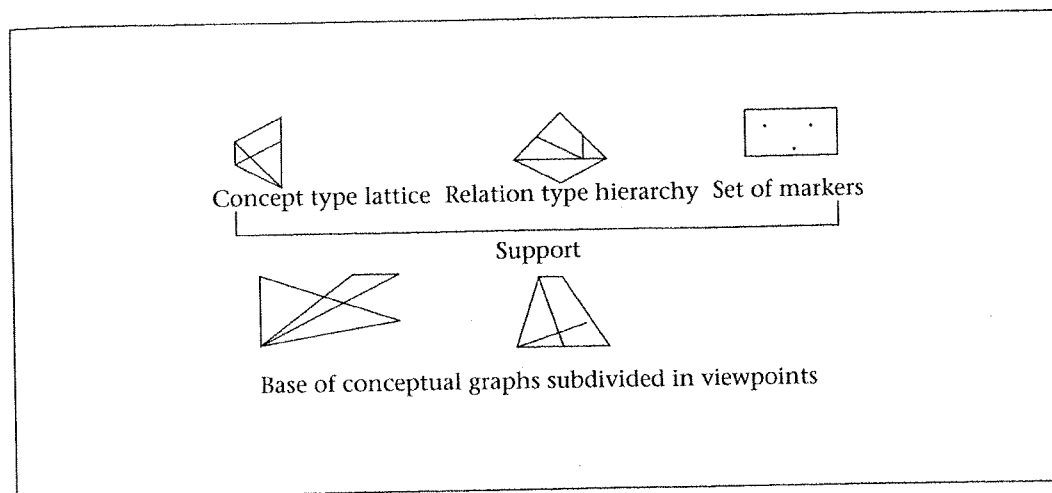 Concept type lattice Relation type hierarchy Set of markers
Support
Base of conceptual graphs subdivided in viewpoints